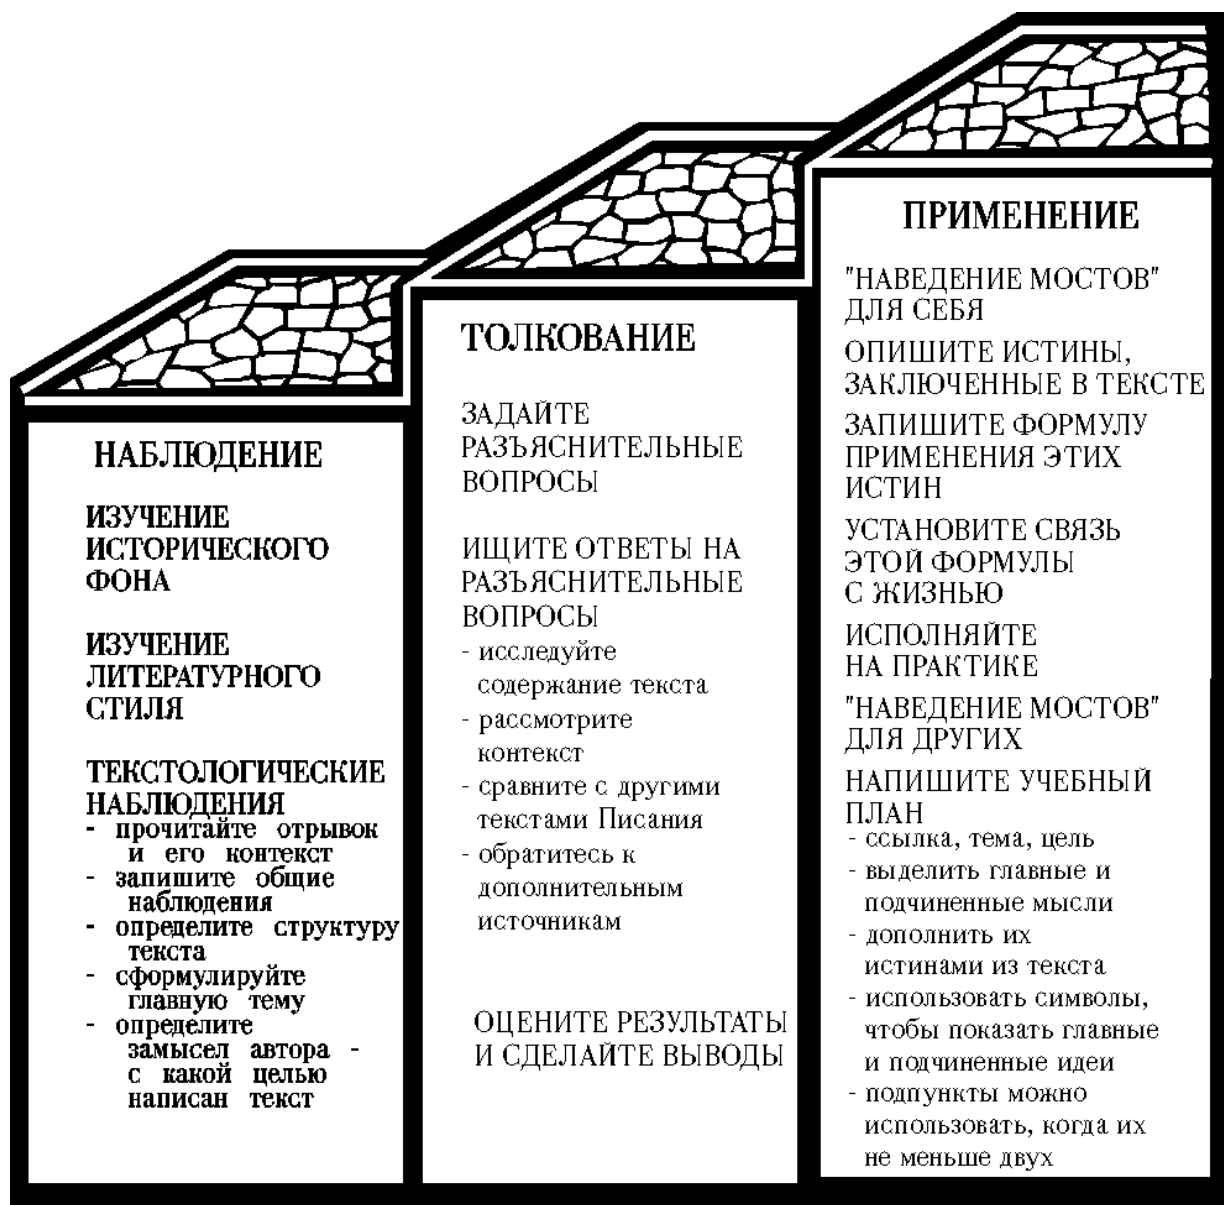 НАБЛЮДЕНИЕ
ИЗУЧЕНИЕ
ИСТОРИЧЕСКОГО
ФОНА
ИЗУЧЕНИЕ
ЛИТЕРАТУРНОГО
СТИЛЯ
ТЕКСТОЛОГИЧЕСКИЕ
НАБЛЮДЕНИЯ
- прочитайте отрывок
и его контекст
- запишите общие
наблюдения
- определите структуру
текста
- сформулируйте
главную тему
- определите
замысел автора -
с какой целью
написан текст
ТОЛКОВАНИЕ
ЗАДАЙТЕ
РАЗЪЯСНИТЕЛЬНЫЕ
ВОПРОСЫ
ИЩИТЕ ОТВЕТЫ НА
РАЗЪЯСНИТЕЛЬНЫЕ
ВОПРОСЫ
- исследуйте
содержание текста
- рассмотрите
контекст
- сравните с другими
текстами Писания
- обратитесь к
дополнительным
источникам
ОЦЕНИТЕ РЕЗУЛЬТАТЫ
И СДЕЛАЙТЕ ВЫВОДЫ
ПРИМЕНЕНИЕ
"НАВЕДЕНИЕ МОСТОВ"
ДЛЯ СЕБЯ
ОПИШИТЕ ИСТИНЫ,
ЗАКЛЮЧЕННЫЕ В ТЕКСТЕ
ЗАПИШИТЕ ФОРМУЛУ
ПРИМЕНЕНИЯ ЭТИХ
ИСТИН
УСТАНОВИТЕ СВЯЗЬ
ЭТОЙ ФОРМУЛЫ
С ЖИЗНЬЮ
ИСПОЛНЯЙТЕ
НА ПРАКТИКЕ
"НАВЕДЕНИЕ МОСТОВ"
ДЛЯ ДРУГИХ
НАПИШИТЕ УЧЕБНЫЙ
ПЛАН
- ссылка, тема, цель
- выделить главные и
подчиненные мысли
- дополнить их
истинами из текста
- использовать символы,
чтобы показать главные
и подчиненные идеи
- подпункты можно
использовать, когда их
не меньше двух